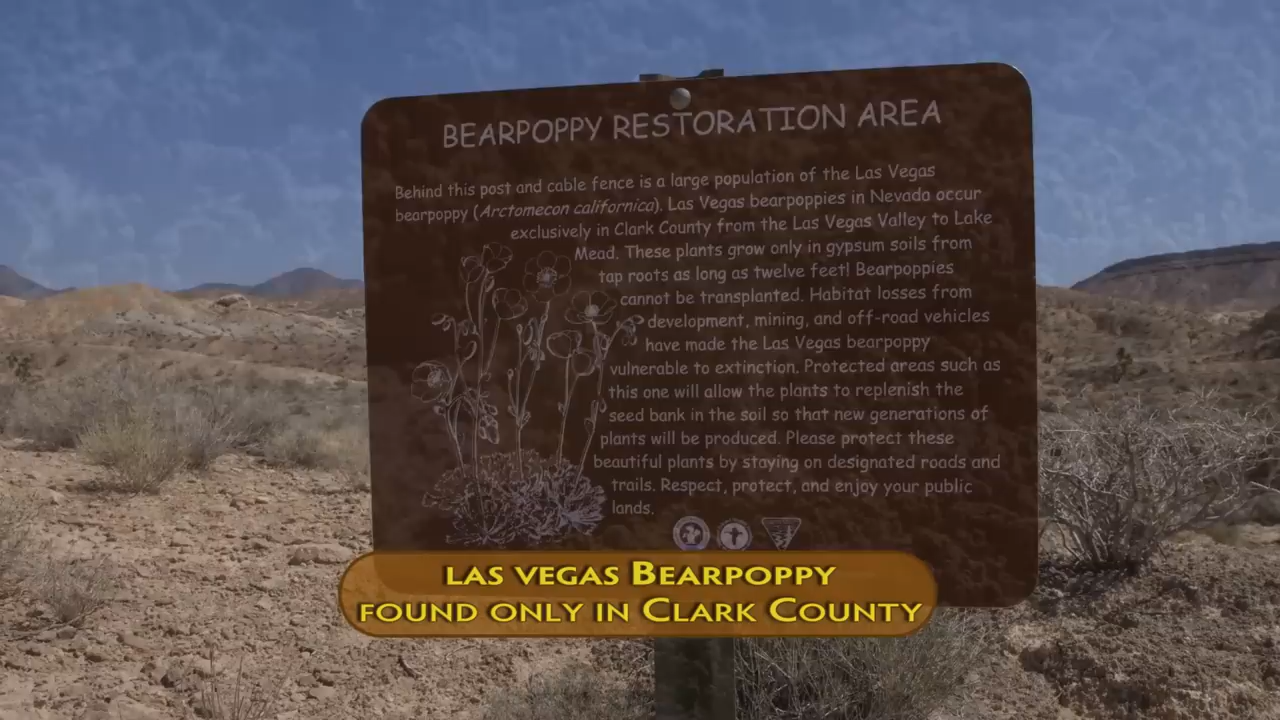 BEARPOPPY RESTORATION AREA
Behind this post and cable fence is a large population of the Las Vegas
bearpoppy (Arctomecon californica). Las Vegas bearpoppies in Nevada occur
exclusively in Clark County from the Las Vegas Valley to Lake
Mead. These plants grow only in gypsum soils from
tap roots as long as twelve feet! Bearpoppies
cannot be transplanted. Habitat losses from
development, mining, and off-road vehicles
have made the Las Vegas bearpoppy
vulnerable to extinction. Protected areas such as
this one will allow the plants to replenish the
seed bank in the soil so that new generations of
plants will be produced. Please protect these
beautiful plants by staying on designated roads and
trails. Respect, protect, and enjoy your public
lands.
LAS VEGAS BEARPOPPY
FOUND ONLY IN CLARK COUNTY